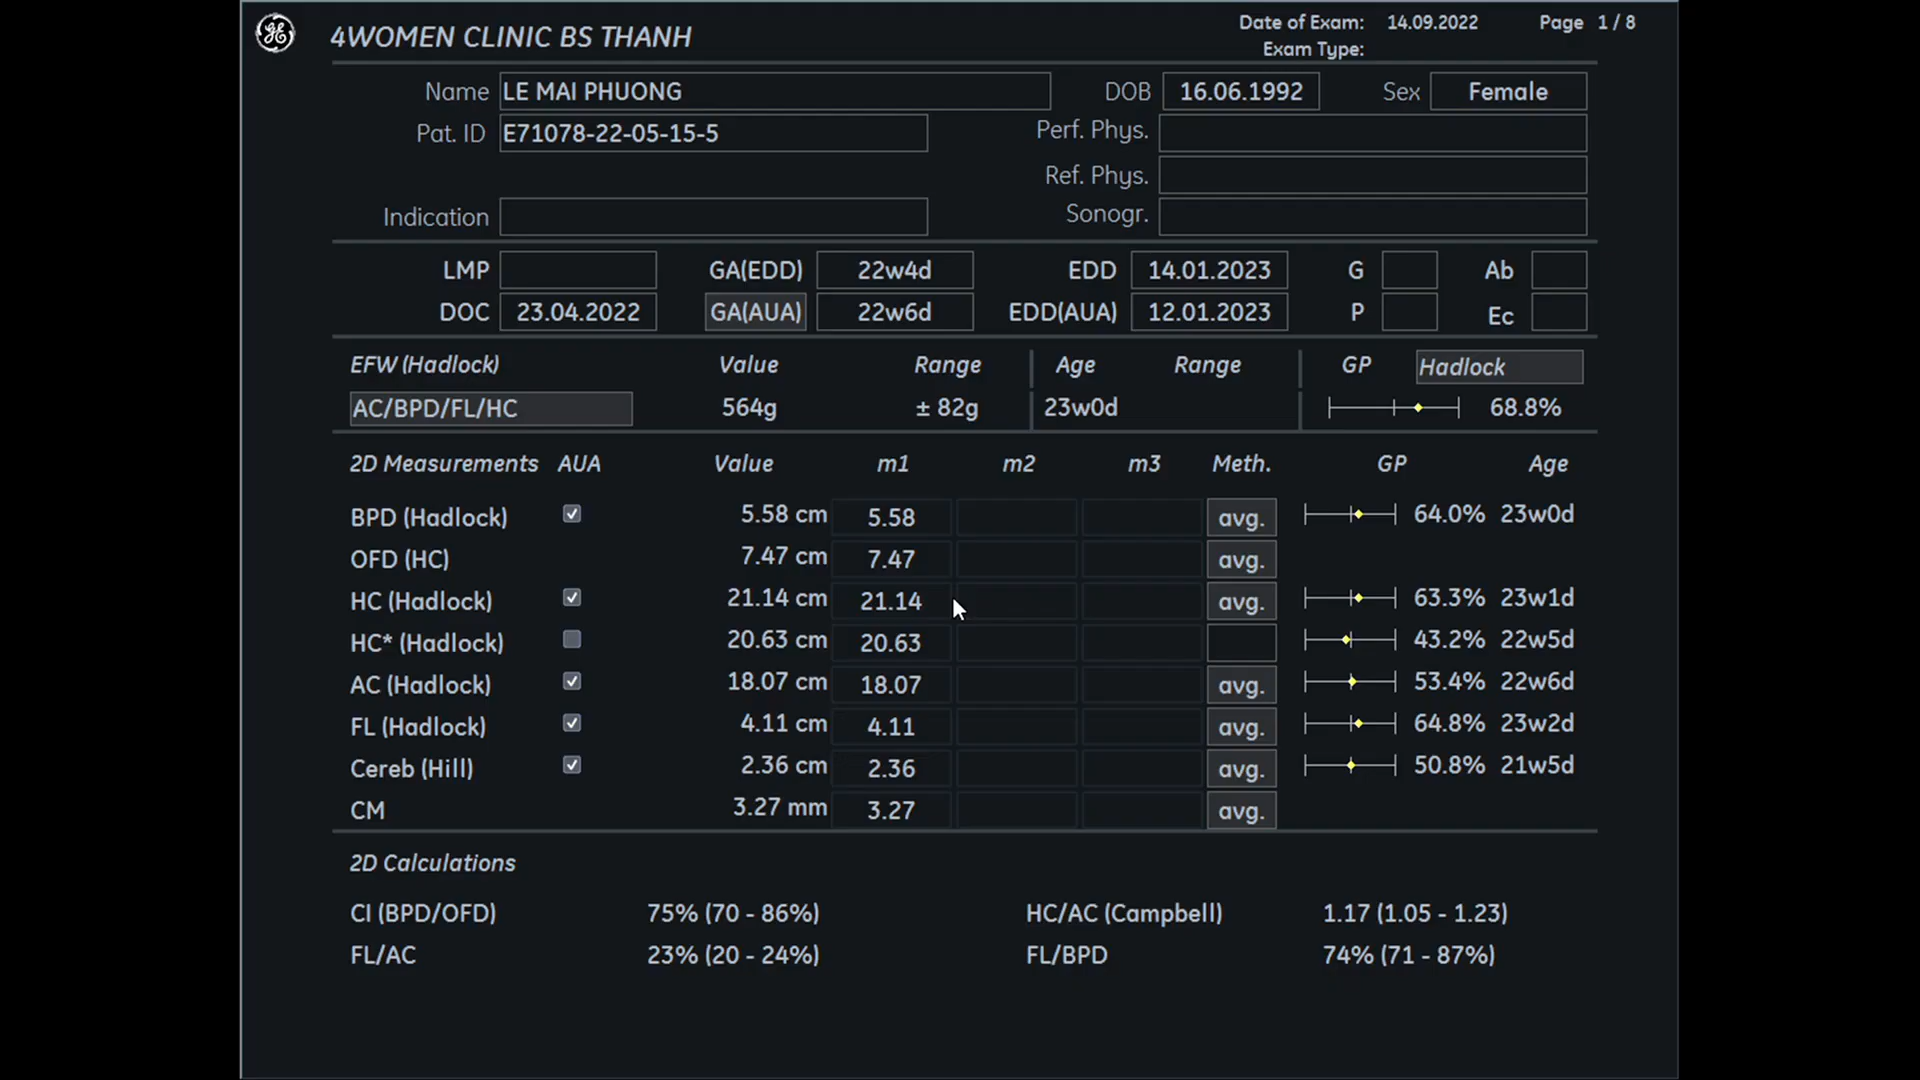 4WOMEN CLINIC BS THANH Date of Exam: 14.09.2022 Page 1 / 8
Exam Type:
Name LE MAI PHUONG DOB 16.06.1992 Sex Female
Pat. ID E71078-22-05-15-5 Perf. Phys.
Ref. Phys.
Indication Sonogr.
LMP GA(EDD) 22w4d EDD 14.01.2023 G Ab
DOC 23.04.2022 GA(AUA) 22w6d EDD(AUA) 12.01.2023 P Ec
EFW (Hadlock) Value Range Age Range GP Hadlock
AC/BPD/FL/HC 564g ± 82g 23w0d 68.8%
2D Measurements AUA Value m1 m2 m3 Meth. GP Age
BPD (Hadlock) 5.58 cm 5.58 avg. 64.0% 23w0d
OFD (HC) 7.47 cm 7.47 avg.
HC (Hadlock) 21.14 cm 21.14 avg. 63.3% 23w1d
HC* (Hadlock) 20.63 cm 20.63 43.2% 22w5d
AC (Hadlock) 18.07 cm 18.07 avg. 53.4% 22w6d
FL (Hadlock) 4.11 cm 4.11 avg. 64.8% 23w2d
Cereb (Hill) 2.36 cm 2.36 avg. 50.8% 21w5d
CM 3.27 mm 3.27 avg.
2D Calculations
CI (BPD/OFD) 75% (70 - 86%) HC/AC (Campbell) 1.17 (1.05 - 1.23)
FL/AC 23% (20 - 24%) FL/BPD 74% (71 - 87%)